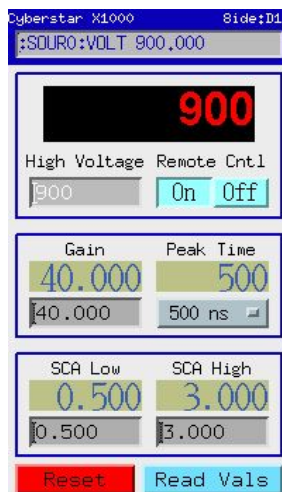 Cyberstar X1000 8ide:D1
:SOUR0:VOLT 900.000
900
High Voltage Remote Cntl
900 On Off
Gain Peak Time
40.000 500
40.000 500 ns
SCA Low SCA High
0.500 3.000
0.500 3.000
Reset Read Vals